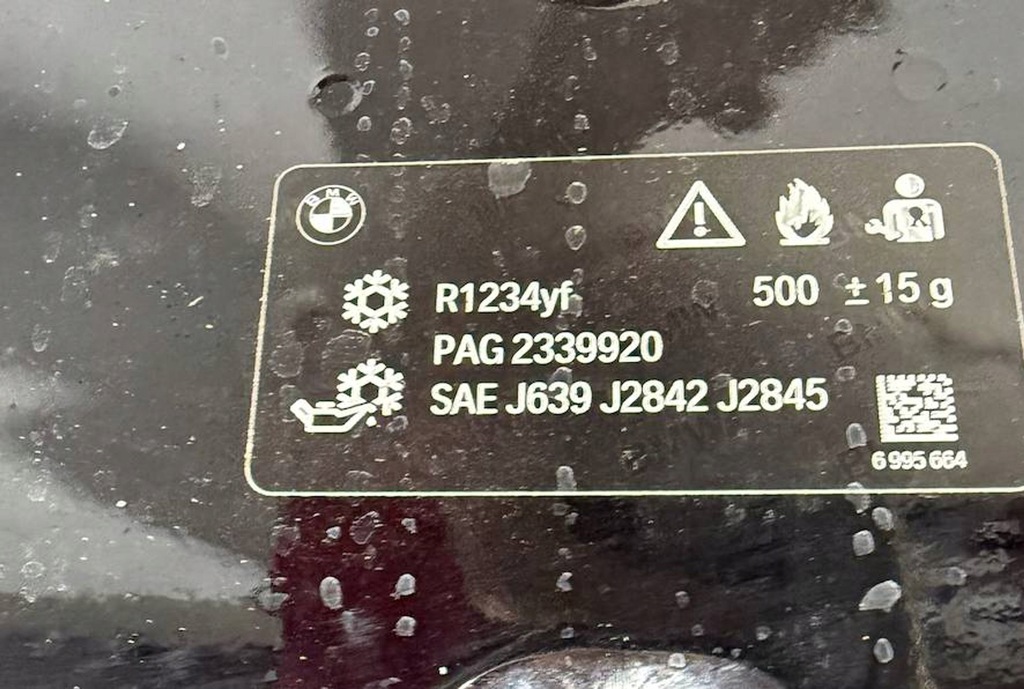 BMW
R1234yf 500 ±15 g
PAG 2339920
SAE J639 J2842 J2845
6 995 664